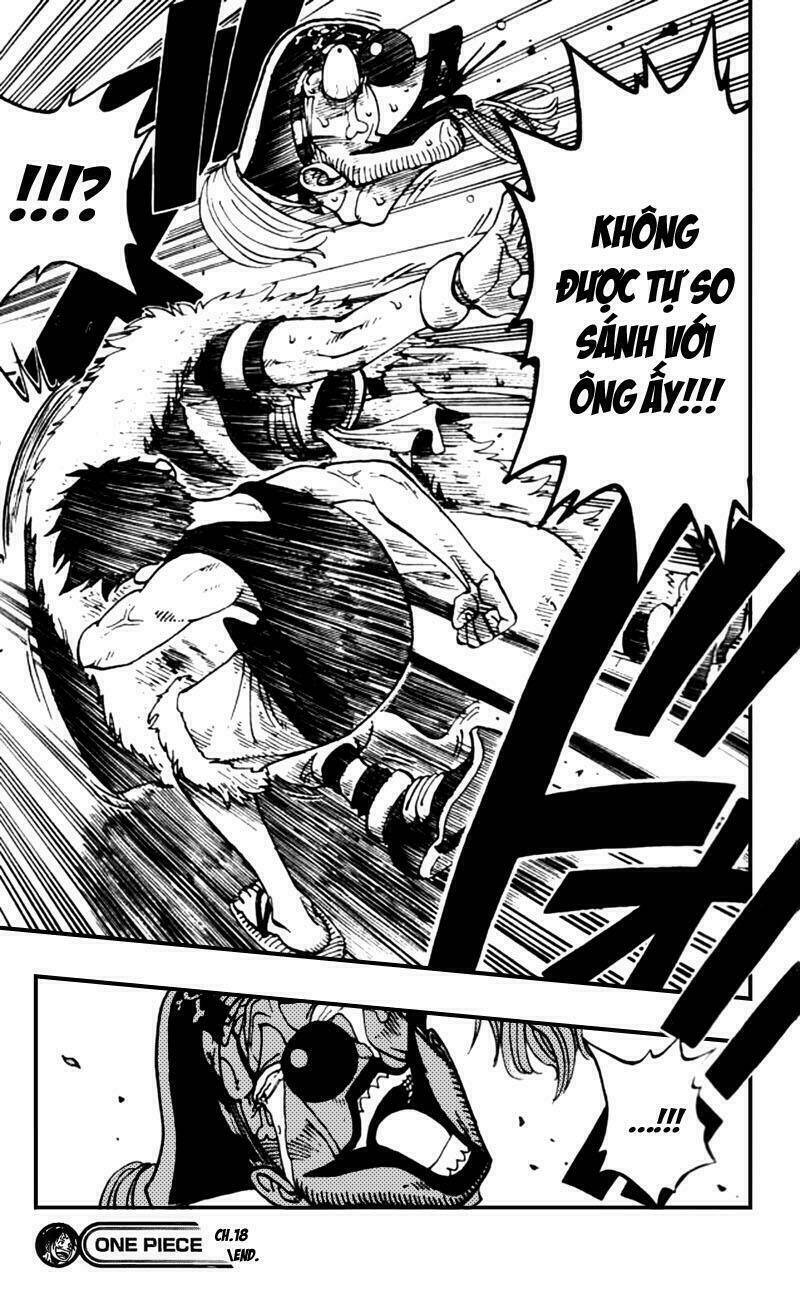 KHÔNG
ĐƯỢC TỰ SO
SÁNH VỚI
ÔNG ẤY!!!
!!!?
...!!!
ONE PIECE
CH.18
\END.